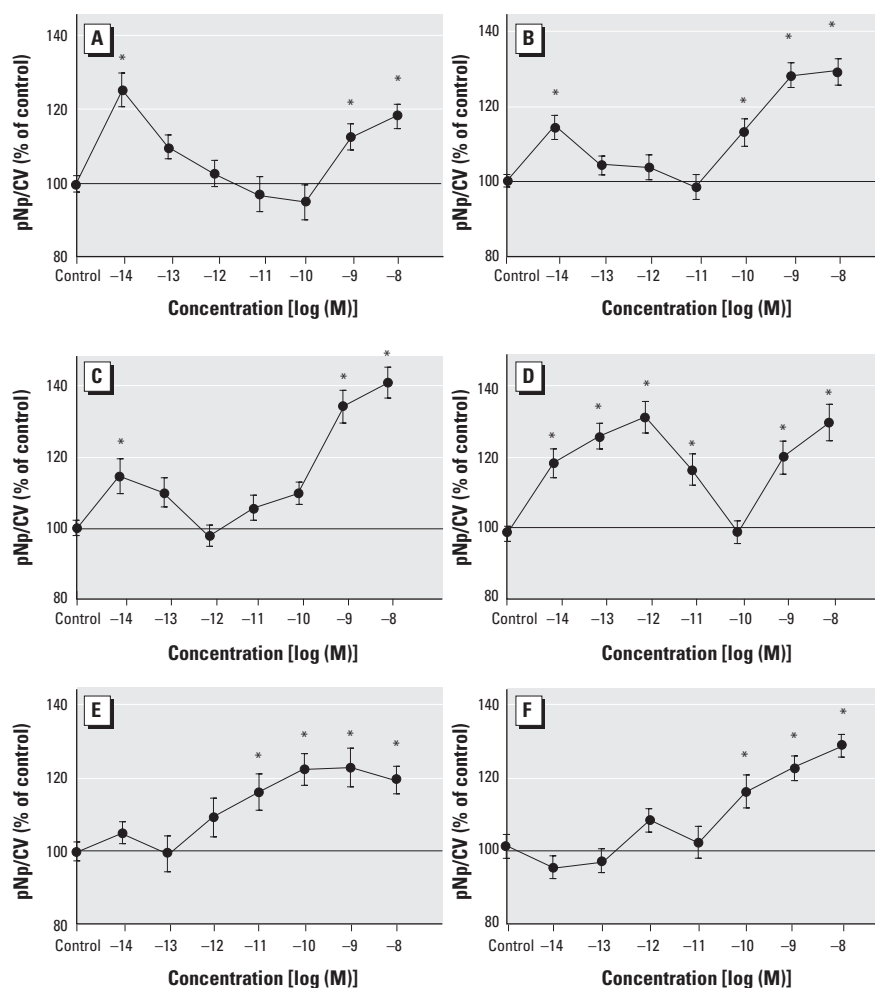 A
pNp/CV (% of control)
140
*
*
*
120
100
80
Control –14 –13 –12 –11 –10 –9 –8
Concentration [log (M)]
B
pNp/CV (% of control)
140
*
*
*
*
120
100
80
Control –14 –13 –12 –11 –10 –9 –8
Concentration [log (M)]
C
pNp/CV (% of control)
*
*
140
*
120
100
80
Control –14 –13 –12 –11 –10 –9 –8
Concentration [log (M)]
D
pNp/CV (% of control)
140
*
*
*
*
*
*
120
100
80
Control –14 –13 –12 –11 –10 –9 –8
Concentration [log (M)]
E
pNp/CV (% of control)
140
*
*
*
*
120
100
80
Control –14 –13 –12 –11 –10 –9 –8
Concentration [log (M)]
F
pNp/CV (% of control)
140
*
*
*
120
100
80
Control –14 –13 –12 –11 –10 –9 –8
Concentration [log (M)]